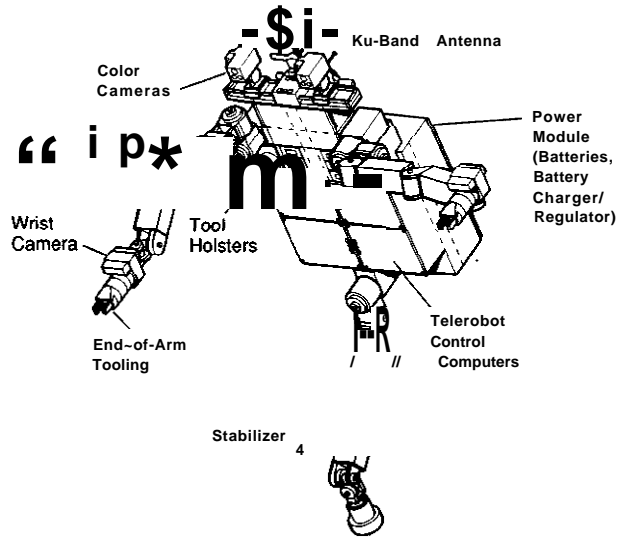 -$i-
Ku-Band Antenna
Color
Cameras
Power
Module
(Batteries,
Battery
Charger/
Regulator)
“ i p* m
Wrist
Camera
Tool
Holsters
Telerobot
Control
Computers
End~of-Arm
Tooling
/ //
Stabilizer
4